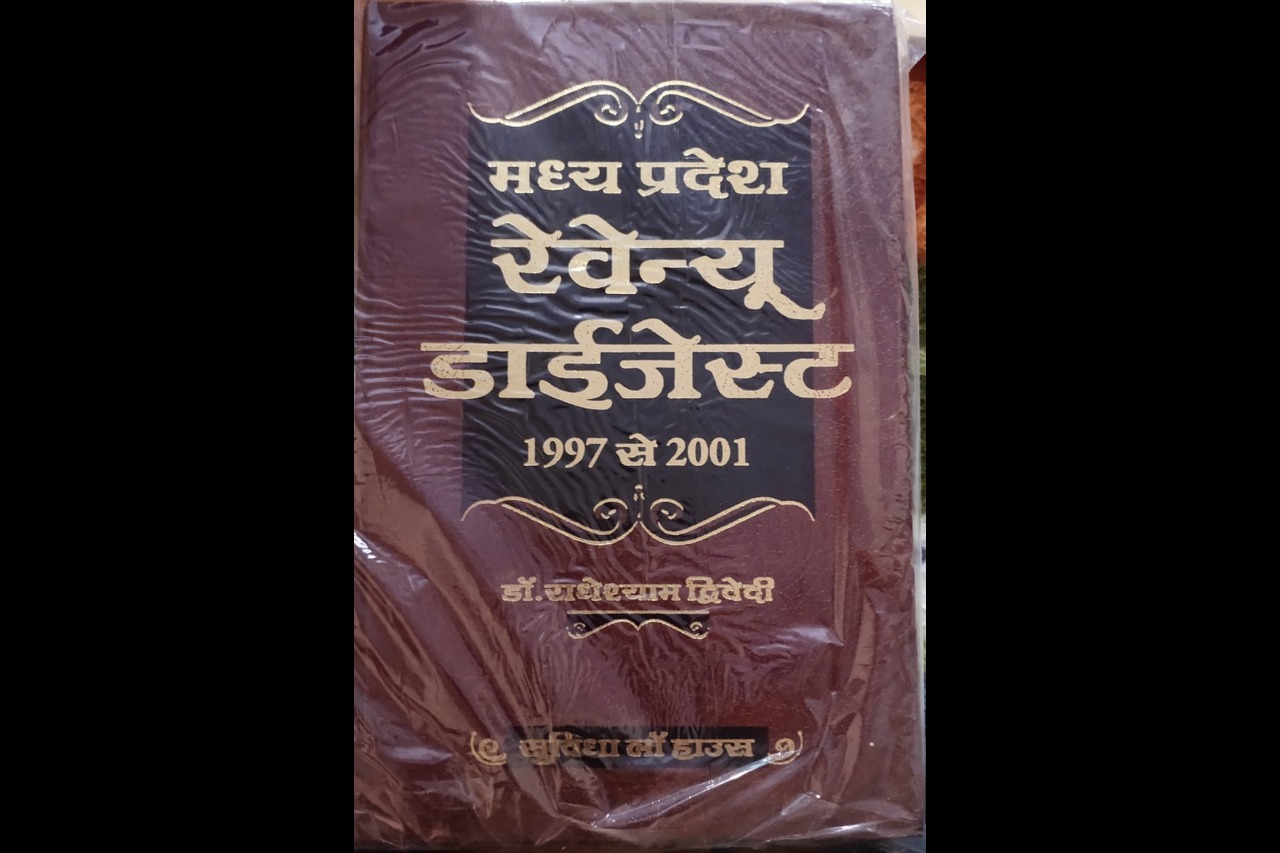 मध्य प्रदेश
रेवेन्यू
डाईजेस्ट
1997 से 2001
डॉ. राधेश्याम द्विवेदी
सुविधा लॉ हाउस